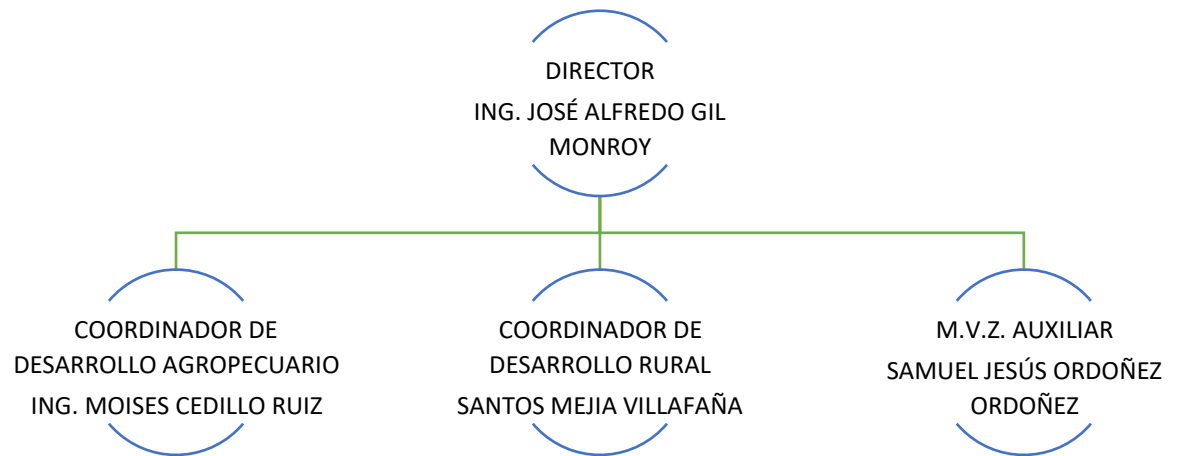 DIRECTOR
ING. JOSÉ ALFREDO GIL
MONROY
COORDINADOR DE
DESARROLLO AGROPECUARIO
ING. MOISES CEDILLO RUIZ
COORDINADOR DE
DESARROLLO RURAL
SANTOS MEJIA VILLAFAÑA
M.V.Z. AUXILIAR
SAMUEL JESÚS ORDOÑEZ
ORDOÑEZ